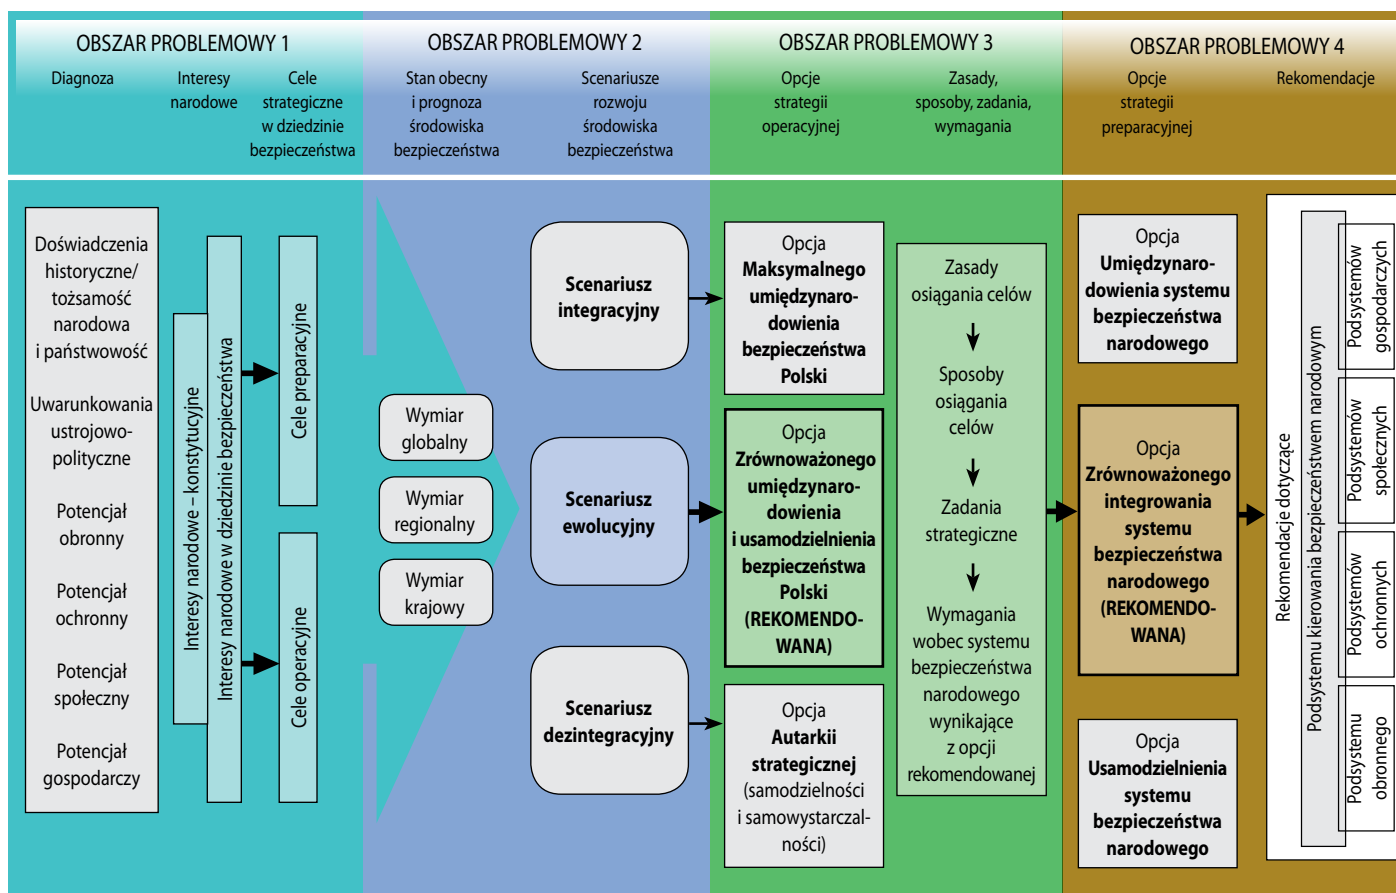 OBSZAR PROBLEMOWY 1
Diagnoza
Interesy
narodowe
Cele
strategiczne
w dziedzinie
bezpieczeństwa
OBSZAR PROBLEMOWY 2
Stan obecny
i prognoza
środowiska
bezpieczeństwa
Scenariusze
rozwoju
środowiska
bezpieczeństwa
OBSZAR PROBLEMOWY 3
Opcje
strategii
operacyjnej
Zasady,
sposoby, zadania,
wymagania
OBSZAR PROBLEMOWY 4
Opcje
strategii
preparacyjnej
Rekomendacje
Doświadczenia
historyczne/
tożsamość
narodowa
i państwowość
Uwarunkowania
ustrojowo-
polityczne
Potencjał
obronny
Potencjał
ochronny
Potencjał
społeczny
Potencjał
gospodarczy
Interesy narodowe – konstytucyjne
Interesy narodowe w dziedzinie bezpieczeństwa
Cele preparacyjne
Cele operacyjne
Wymiar
globalny
Wymiar
regionalny
Wymiar
krajowy
Scenariusz
integracyjny
Scenariusz
ewolucyjny
Scenariusz
dezintegracyjny
Opcja
Maksymalnego
umiędzynaro-
dowienia
bezpieczeństwa
Polski
Opcja
Zrównoważonego
umiędzynaro-
dowienia
i usamodzielnienia
bezpieczeństwa
Polski
(REKOMENDO-
WANA)
Opcja
Autarkii
strategicznej
(samodzielności
i samowystarczal-
ności)
Zasady
osiągania celów
Sposoby
osiągania
celów
Zadania
strategiczne
Wymagania
wobec systemu
bezpieczeństwa
narodowego
wynikające
z opcji
rekomendowanej
Opcja
Umiędzynaro-
dowienia systemu
bezpieczeństwa
narodowego
Opcja
Zrównoważonego
integrowania
systemu
bezpieczeństwa
narodowego
(REKOMENDO-
WANA)
Opcja
Usamodzielnienia
systemu
bezpieczeństwa
narodowego
Rekomendacje dotyczące
Podsystemu kierowania bezpieczeństwem narodowym
Podsystemów
gospodarczych
Podsystemów
społecznych
Podsystemów
ochronnych
Podsystemu
obronnego